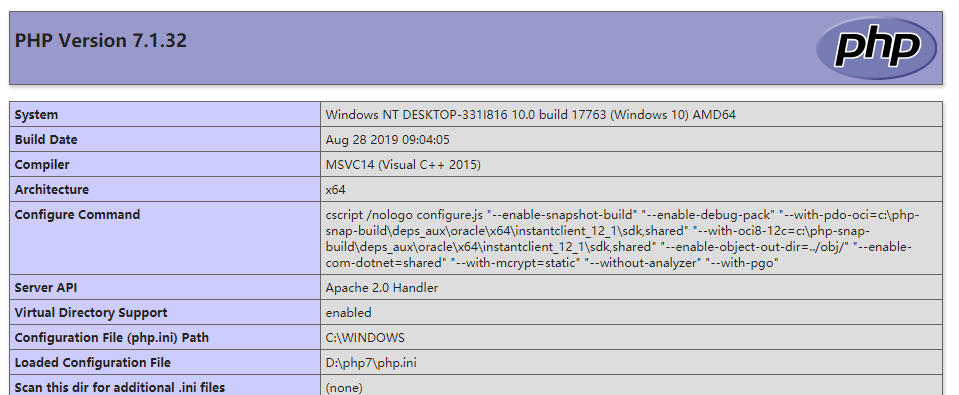 PHP Version 7.1.32
php
System Windows NT DESKTOP-331I816 10.0 build 17763 (Windows 10) AMD64
Build Date Aug 28 2019 09:04:05
Compiler MSVC14 (Visual C++ 2015)
Architecture x64
Configure Command cscript /nologo configure.js "--enable-snapshot-build" "--enable-debug-pack" "--with-pdo-oci=c:\php-
snap-build\deps_aux\oracle\x64\instantclient_12_1\sdk,shared" "--with-oci8-12c=c:\php-snap-
build\deps_aux\oracle\x64\instantclient_12_1\sdk,shared" "--enable-object-out-dir=../obj/" "--enable-
com-dotnet=shared" "--with-mcrypt=static" "--without-analyzer" "--with-pgo"
Server API Apache 2.0 Handler
Virtual Directory Support enabled
Configuration File (php.ini) Path C:\WINDOWS
Loaded Configuration File D:\php7\php.ini
Scan this dir for additional .ini files (none)